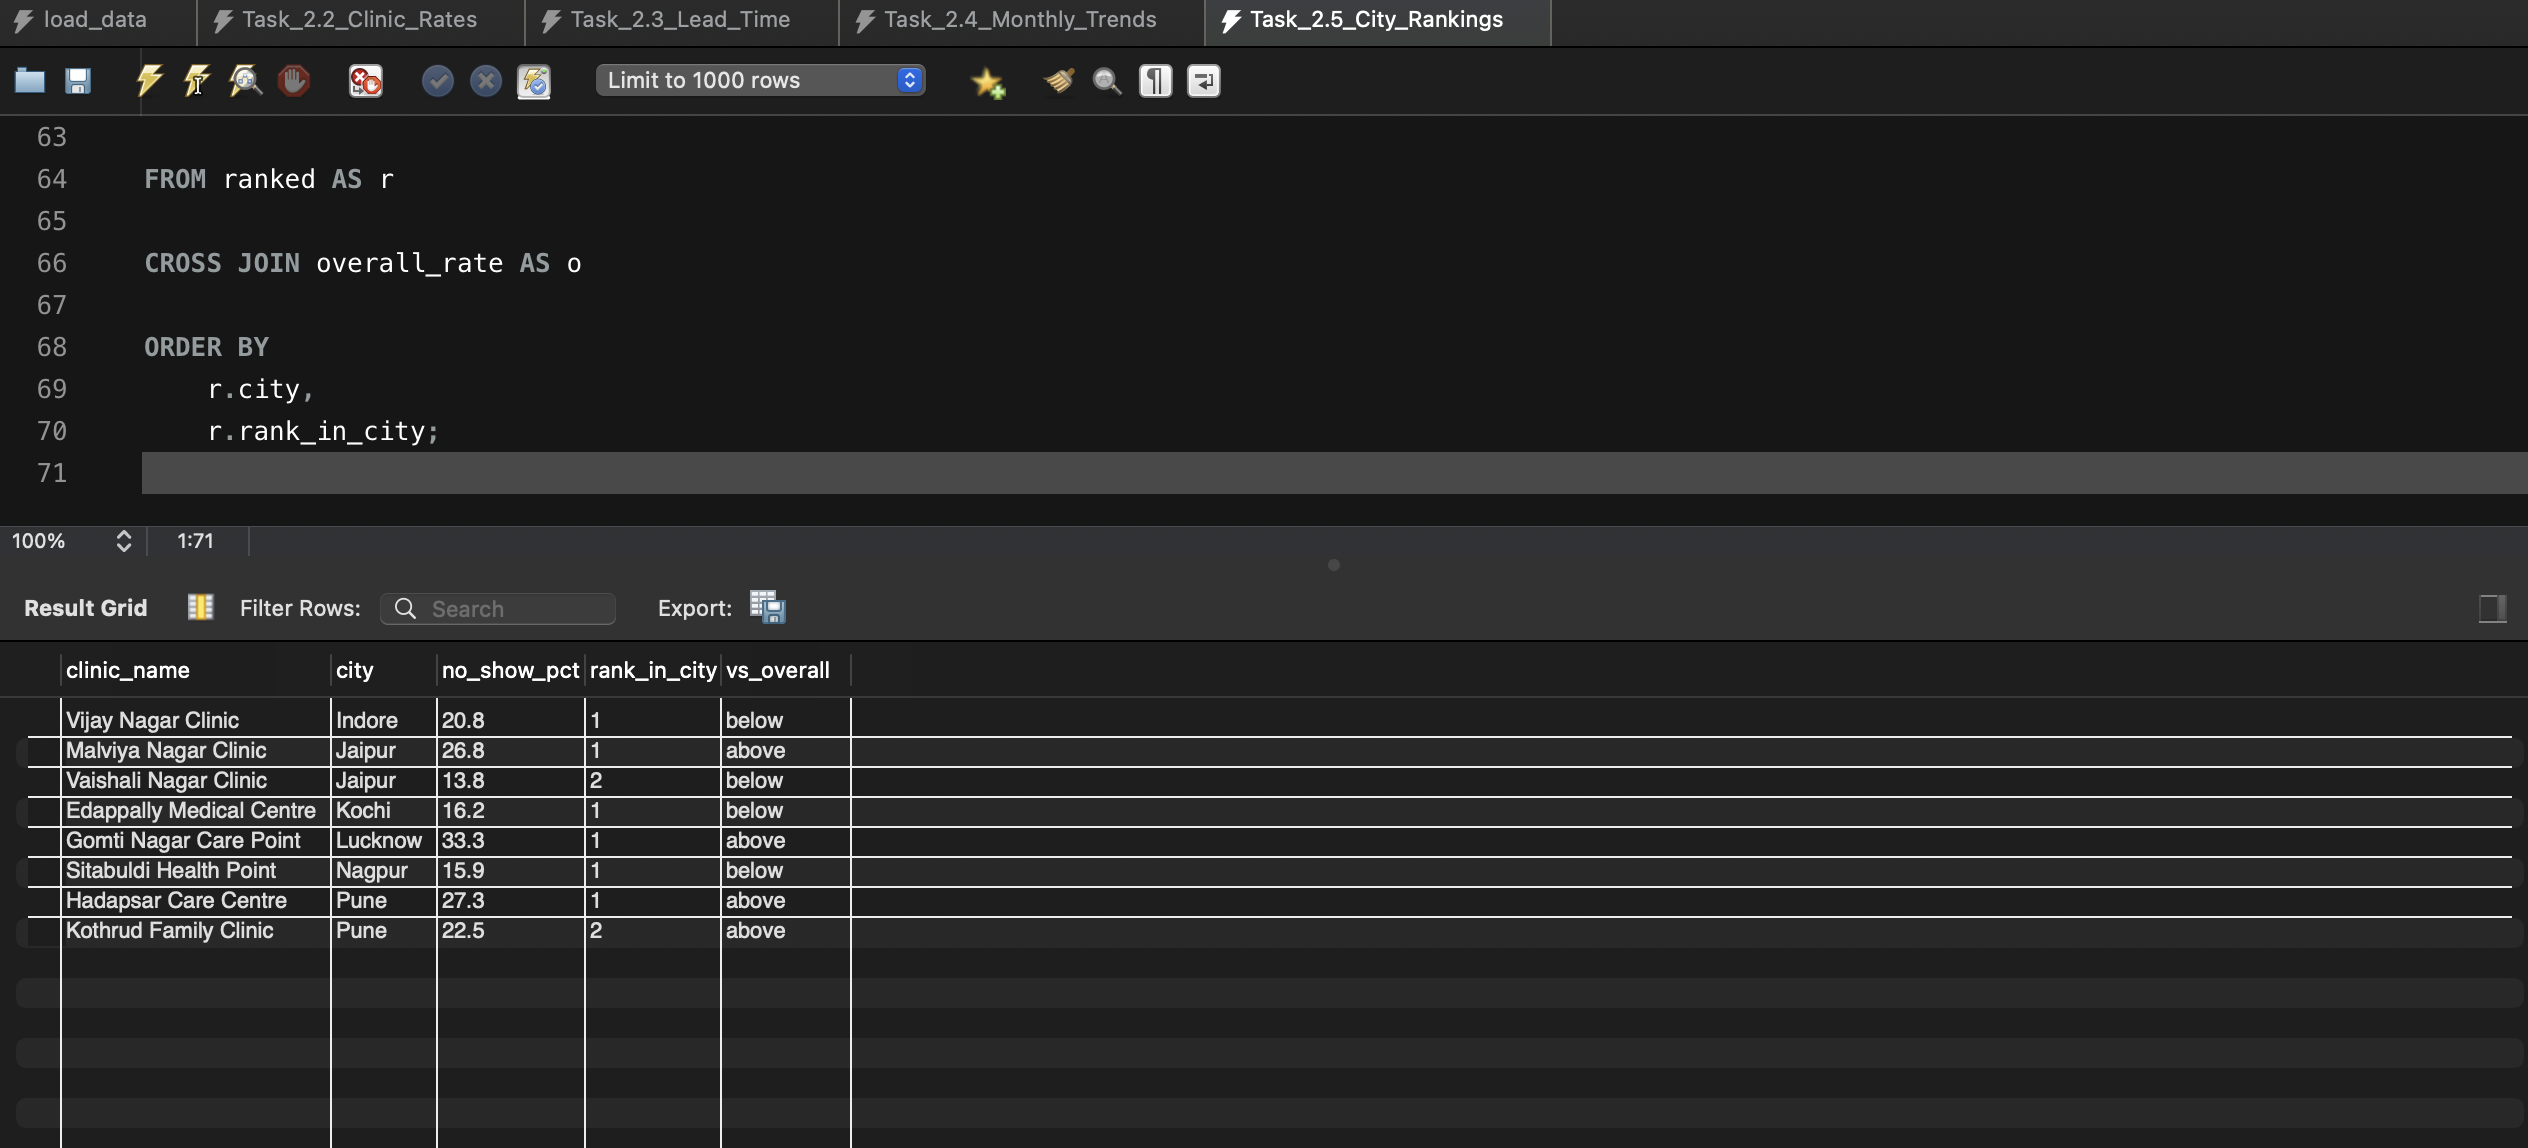 load_data Task_2.2_Clinic_Rates Task_2.3_Lead_Time Task_2.4_Monthly_Trends Task_2.5_City_Rankings
Limit to 1000 rows
63
64 FROM ranked AS r
65
66 CROSS JOIN overall_rate AS o
67
68 ORDER BY
69 r.city,
70 r.rank_in_city;
71
100% 1:71
Result Grid Filter Rows: Search Export:
clinic_name city no_show_pct rank_in_city vs_overall
Vijay Nagar Clinic Indore 20.8 1 below
Malviya Nagar Clinic Jaipur 26.8 1 above
Vaishali Nagar Clinic Jaipur 13.8 2 below
Edappally Medical Centre Kochi 16.2 1 below
Gomti Nagar Care Point Lucknow 33.3 1 above
Sitabuldi Health Point Nagpur 15.9 1 below
Hadapsar Care Centre Pune 27.3 1 above
Kothrud Family Clinic Pune 22.5 2 above